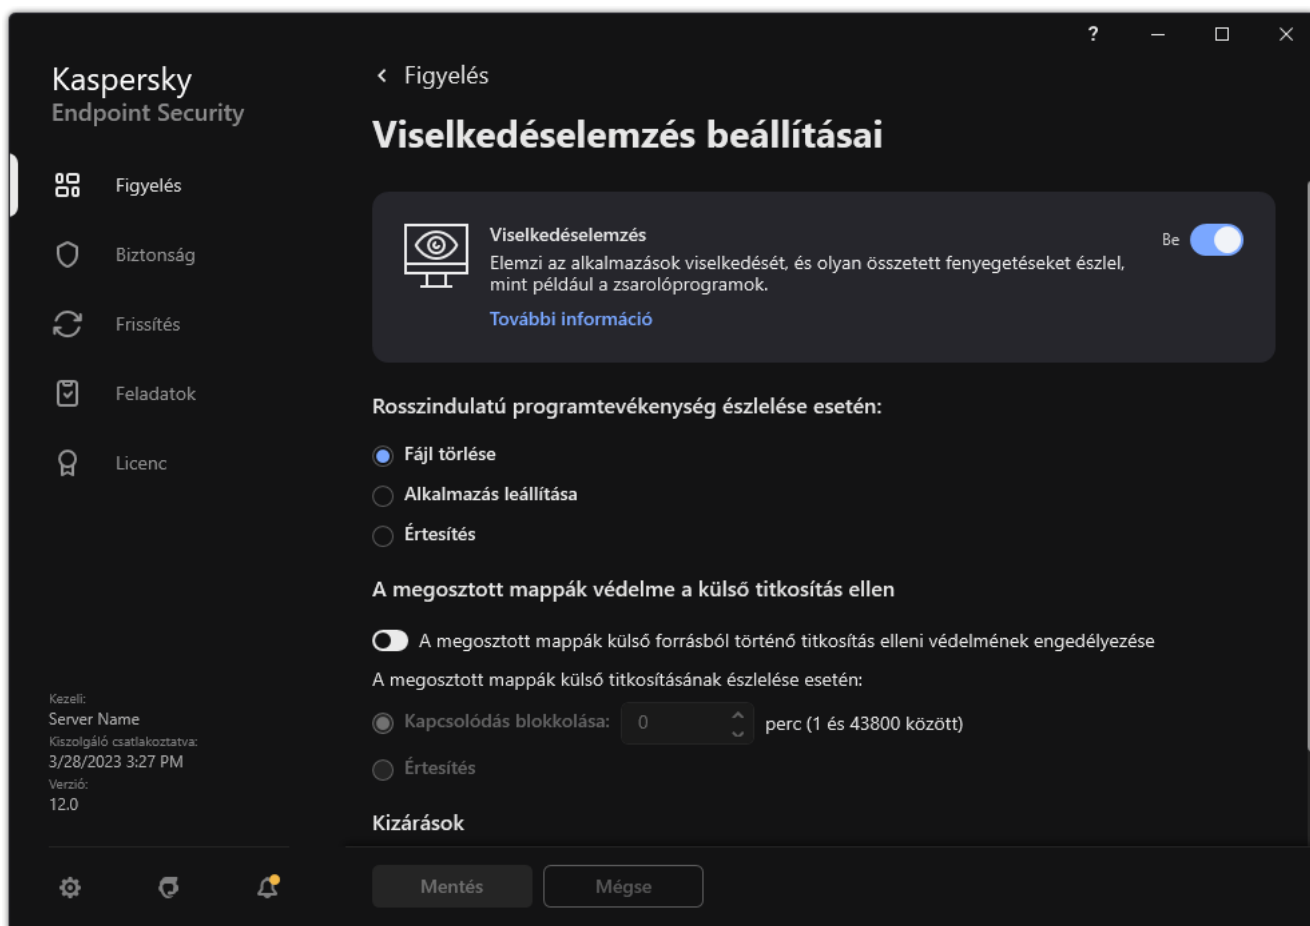 ?
Kaspersky
Endpoint Security
Figyelés
Biztonság
Frissítés
Feladatok
Licenc
Kezeli:
Server Name
Kiszolgáló csatlakoztatva:
3/28/2023 3:27 PM
Verzió:
12.0
Figyelés
Viselkedéselemzés beállításai
Viselkedéselemzés
Be
Elemzi az alkalmazások viselkedését, és olyan összetett fenyegetéseket észlel,
mint például a zsarolóprogramok.
További információ
Rosszindulatú programtevékenység észlelése esetén:
Fájl törlése
Alkalmazás leállítása
Értesítés
A megosztott mappák védelme a külső titkosítás ellen
A megosztott mappák külső forrásból történő titkosítás elleni védelmének engedélyezése
A megosztott mappák külső titkosításának észlelése esetén:
Kapcsolódás blokkolása: 0 perc (1 és 43800 között)
Értesítés
Kizárások
Mentés
Mégse